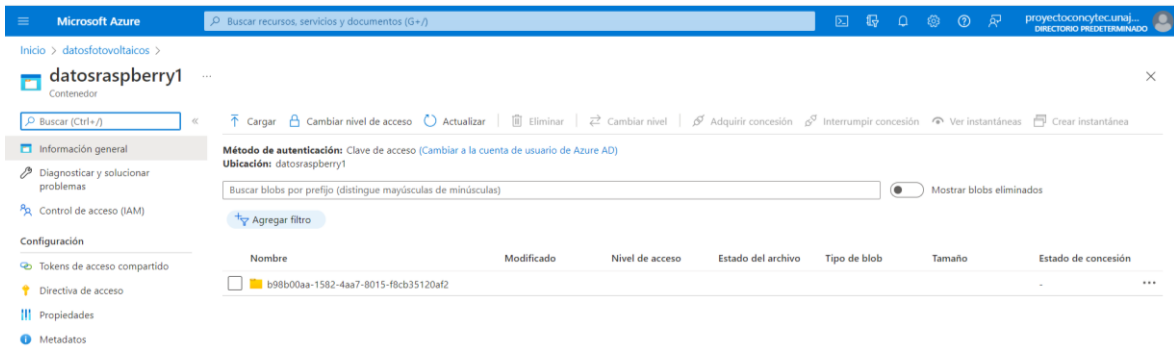 Microsoft Azure
Buscar recursos, servicios y documentos (G+/)
proyectoconcytec.unaj...
DIRECTORIO PREDETERMINADO
Inicio > datosfotovoltaicos >
datosraspberry1 ...
Contenedor
Buscar (Ctrl+/)
Cargar Cambiar nivel de acceso Actualizar Eliminar Cambiar nivel Adquirir concesión Interrumpir concesión Ver instantáneas Crear instantánea
Información general
Diagnosticar y solucionar
problemas
Control de acceso (IAM)
Configuración
Tokens de acceso compartido
Directiva de acceso
Propiedades
Metadatos
Método de autenticación: Clave de acceso (Cambiar a la cuenta de usuario de Azure AD)
Ubicación: datosraspberry1
Buscar blobs por prefijo (distingue mayúsculas de minúsculas)
Mostrar blobs eliminados
Agregar filtro
Nombre Modificado Nivel de acceso Estado del archivo Tipo de blob Tamaño Estado de concesión
b98b00aa-1582-4aa7-8015-f8cb35120af2 - ...